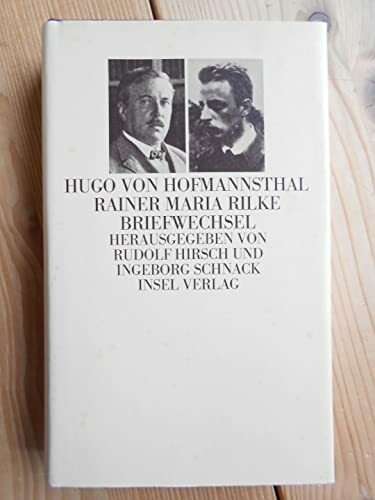 HUGO VON HOFMANNSTHAL
RAINER MARIA RILKE
BRIEFWECHSEL
HERAUSGEGEBEN VON
RUDOLF HIRSCH UND
INGEBORG SCHNACK
INSEL VERLAG